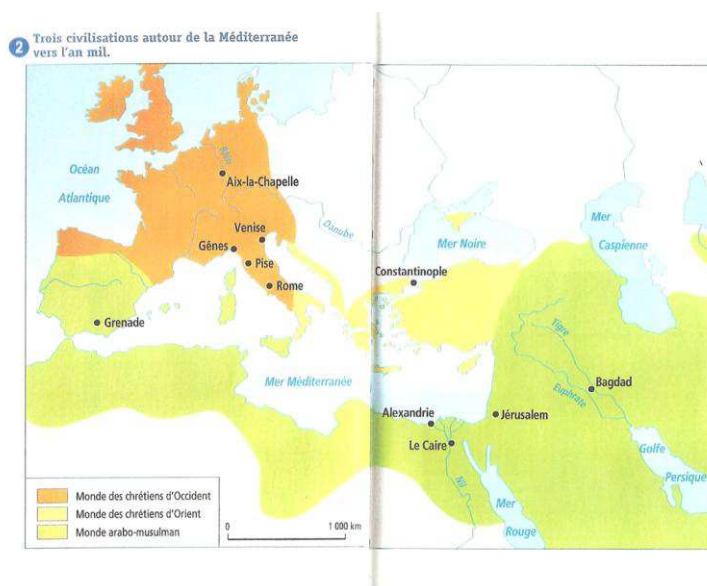 2 Trois civilisations autour de la Méditerranée
vers l'an mil.
Océan
Atlantique
Rhin
Aix-la-Chapelle
Venise
Gênes
Pise
Rome
Grenade
Danube
Mer Noire
Mer
Caspienne
Constantinople
Mer Méditerranée
Tigre
Euphrate
Bagdad
Alexandrie
Jérusalem
Le Caire
Nil
Golfe
Persique
Mer
Rouge
Monde des chrétiens d'Occident
Monde des chrétiens d'Orient
Monde arabo-musulman
0 1 000 km